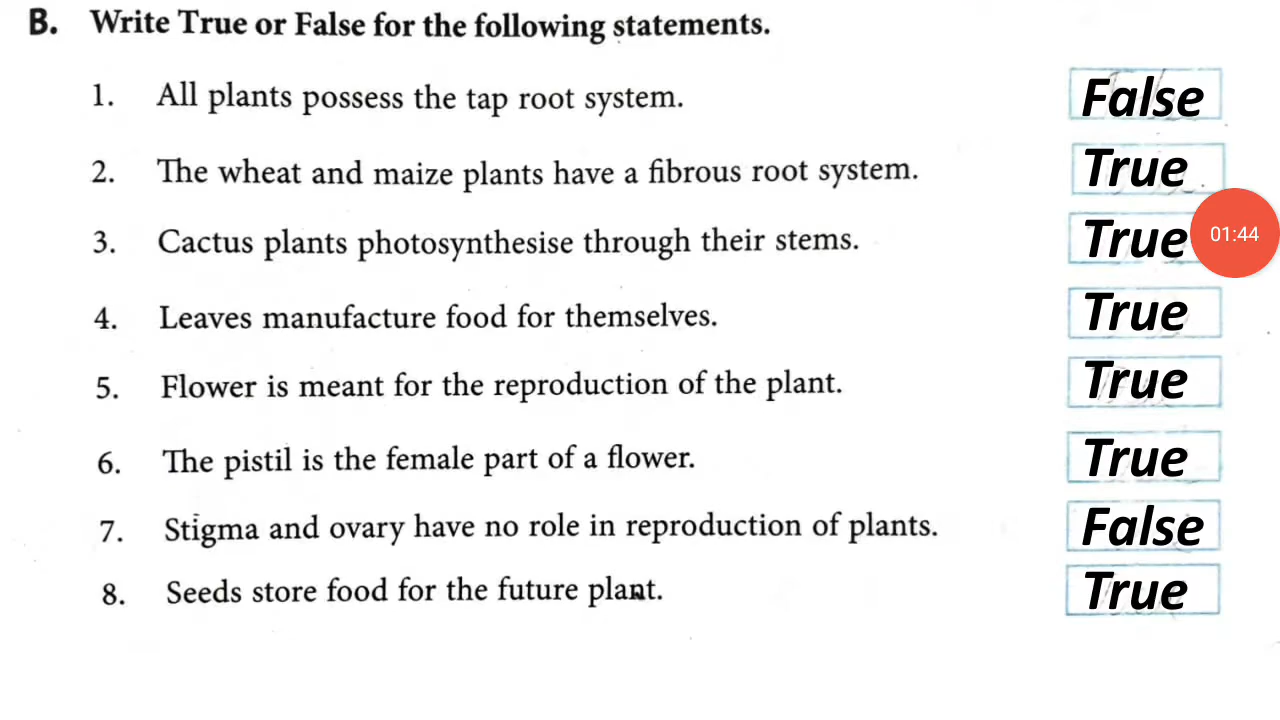 B. Write True or False for the following statements.
1. All plants possess the tap root system. False
2. The wheat and maize plants have a fibrous root system. True
3. Cactus plants photosynthesise through their stems. True
01:44
4. Leaves manufacture food for themselves. True
5. Flower is meant for the reproduction of the plant. True
6. The pistil is the female part of a flower. True
7. Stigma and ovary have no role in reproduction of plants. False
8. Seeds store food for the future plant. True